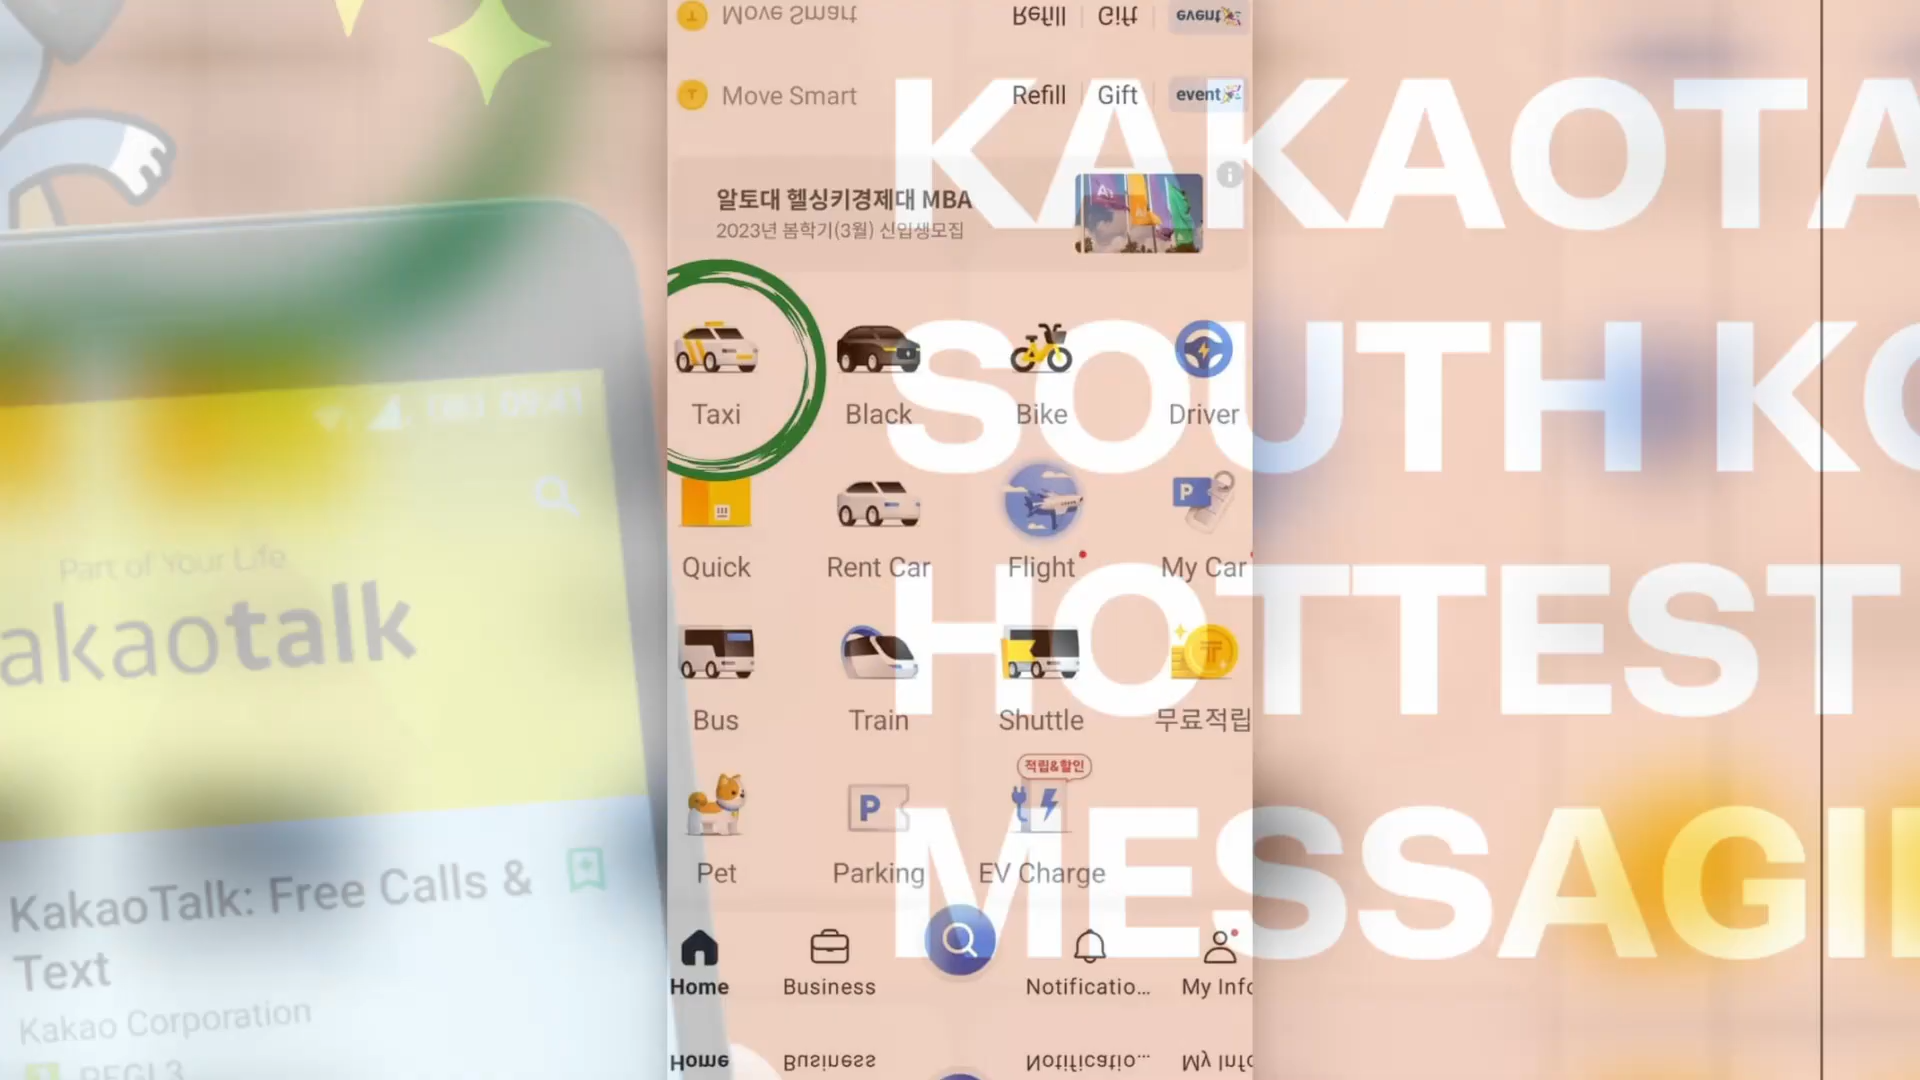 Move Smart
Refill
Gift
event
Move Smart
Refill
Gift
event
알토대 헬싱키경제대 MBA
2023년 봄학기(3월) 신입생모집
KAKAOTA
SOUTH KO
HOTTEST
MESSAGI
Taxi
Black
Bike
Driver
Quick
Rent Car
Flight
My Car
Bus
Train
Shuttle
무료적립
적립&할인
Pet
Parking
EV Charge
Home
Business
Notificatio...
My Info
Home
Business
Notificatio...
My Info
09:41
Part of Your Life
akaotalk
KakaoTalk: Free Calls &
Text
Kakao Corporation
PEGI 3